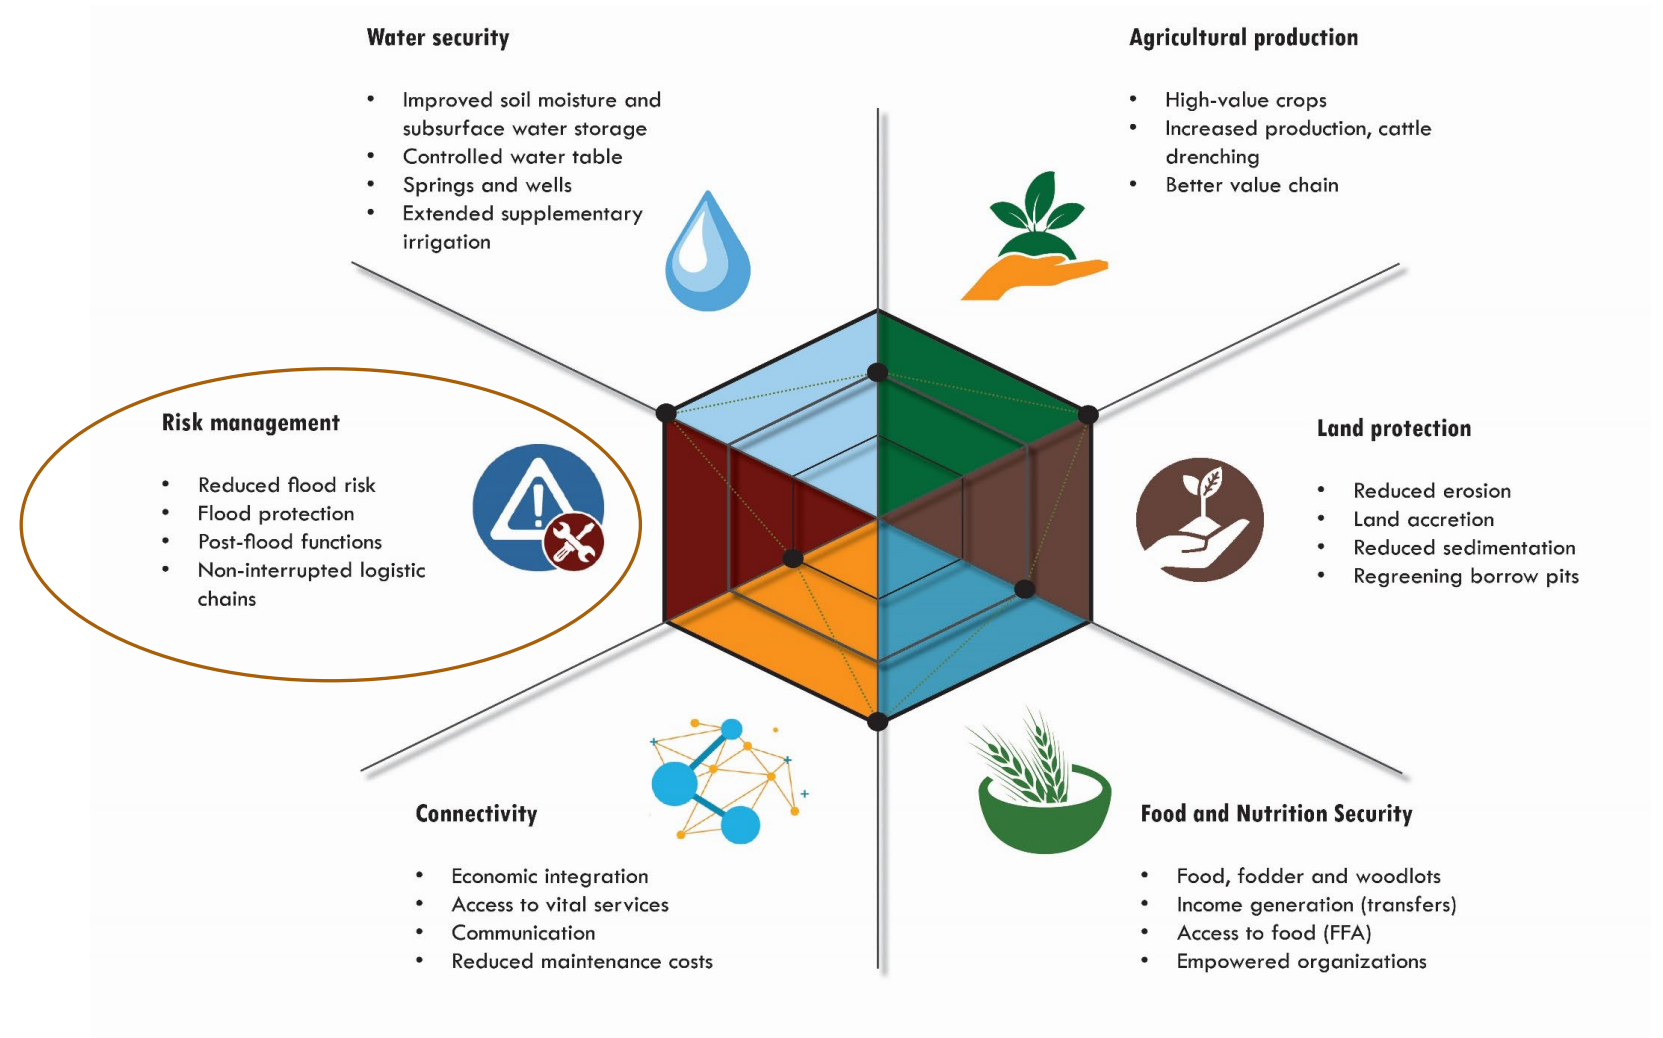 Water security
• Improved soil moisture and
subsurface water storage
• Controlled water table
• Springs and wells
• Extended supplementary
irrigation
Agricultural production
• High-value crops
• Increased production, cattle
drenching
• Better value chain
Risk management
• Reduced flood risk
• Flood protection
• Post-flood functions
• Non-interrupted logistic
chains
Land protection
• Reduced erosion
• Land accretion
• Reduced sedimentation
• Regreening borrow pits
Connectivity
• Economic integration
• Access to vital services
• Communication
• Reduced maintenance costs
Food and Nutrition Security
• Food, fodder and woodlots
• Income generation (transfers)
• Access to food (FFA)
• Empowered organizations